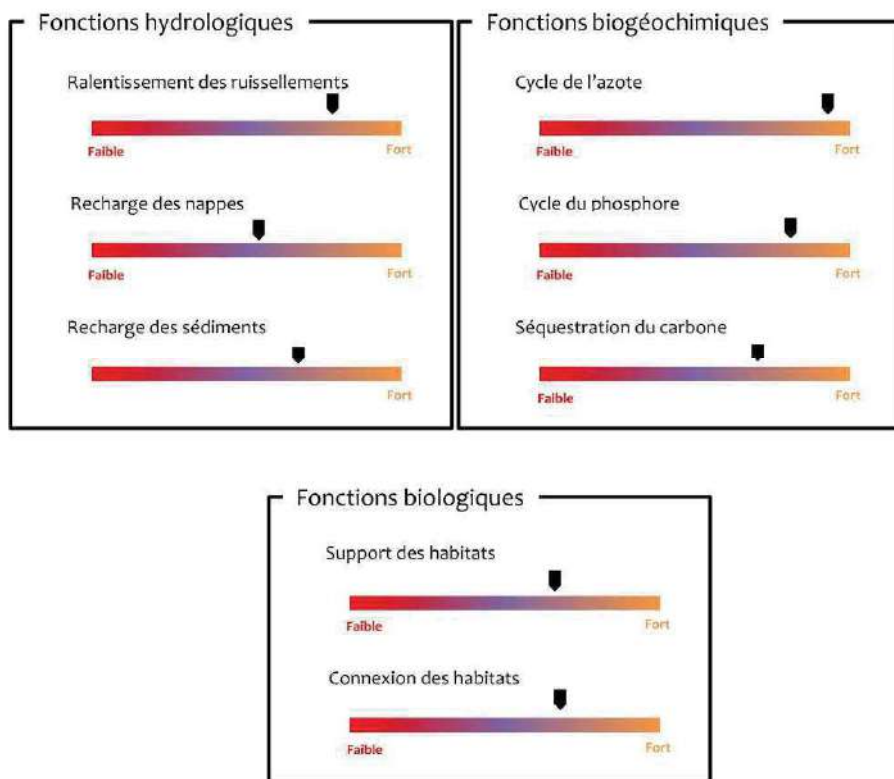 Fonctions hydrologiques
Ralentissement des ruissellements
Faible Fort
Recharge des nappes
Faible Fort
Recharge des sédiments
Fort
Fonctions biogéochimiques
Cycle de l'azote
Faible Fort
Cycle du phosphore
Faible Fort
Séquestration du carbone
Faible Fort
Fonctions biologiques
Support des habitats
Faible Fort
Connexion des habitats
Faible Fort